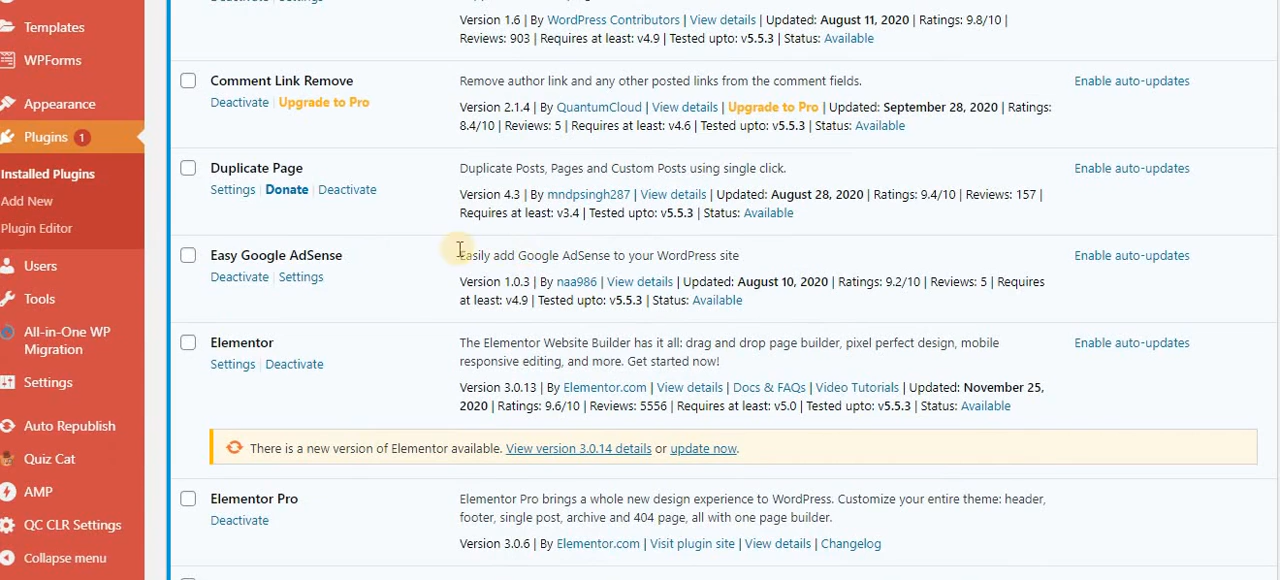 Templates
WPForms
Appearance
Plugins 1
Installed Plugins
Add New
Plugin Editor
Users
Tools
All-in-One WP
Migration
Settings
Auto Republish
Quiz Cat
AMP
QC CLR Settings
Collapse menu
Deactivate | Settings
Version 1.6 | By WordPress Contributors | View details | Updated: August 11, 2020 | Ratings: 9.8/10 |
Reviews: 903 | Requires at least: v4.9 | Tested upto: v5.5.3 | Status: Available
Comment Link Remove
Deactivate | Upgrade to Pro
Remove author link and any other posted links from the comment fields.
Version 2.1.4 | By QuantumCloud | View details | Upgrade to Pro | Updated: September 28, 2020 | Ratings:
8.4/10 | Reviews: 5 | Requires at least: v4.6 | Tested upto: v5.5.3 | Status: Available
Enable auto-updates
Duplicate Page
Settings | Donate | Deactivate
Duplicate Posts, Pages and Custom Posts using single click.
Version 4.3 | By mndpsingh287 | View details | Updated: August 28, 2020 | Ratings: 9.4/10 | Reviews: 157 |
Requires at least: v3.4 | Tested upto: v5.5.3 | Status: Available
Enable auto-updates
Easy Google AdSense
Deactivate | Settings
Easily add Google AdSense to your WordPress site
Version 1.0.3 | By naa986 | View details | Updated: August 10, 2020 | Ratings: 9.2/10 | Reviews: 5 | Requires
at least: v4.9 | Tested upto: v5.5.3 | Status: Available
Enable auto-updates
Elementor
Settings | Deactivate
The Elementor Website Builder has it all: drag and drop page builder, pixel perfect design, mobile
responsive editing, and more. Get started now!
Version 3.0.13 | By Elementor.com | View details | Docs & FAQs | Video Tutorials | Updated: November 25,
2020 | Ratings: 9.6/10 | Reviews: 5556 | Requires at least: v5.0 | Tested upto: v5.5.3 | Status: Available
Enable auto-updates
There is a new version of Elementor available. View version 3.0.14 details or update now.
Elementor Pro
Deactivate
Elementor Pro brings a whole new design experience to WordPress. Customize your entire theme: header,
footer, single post, archive and 404 page, all with one page builder.
Version 3.0.6 | By Elementor.com | Visit plugin site | View details | Changelog